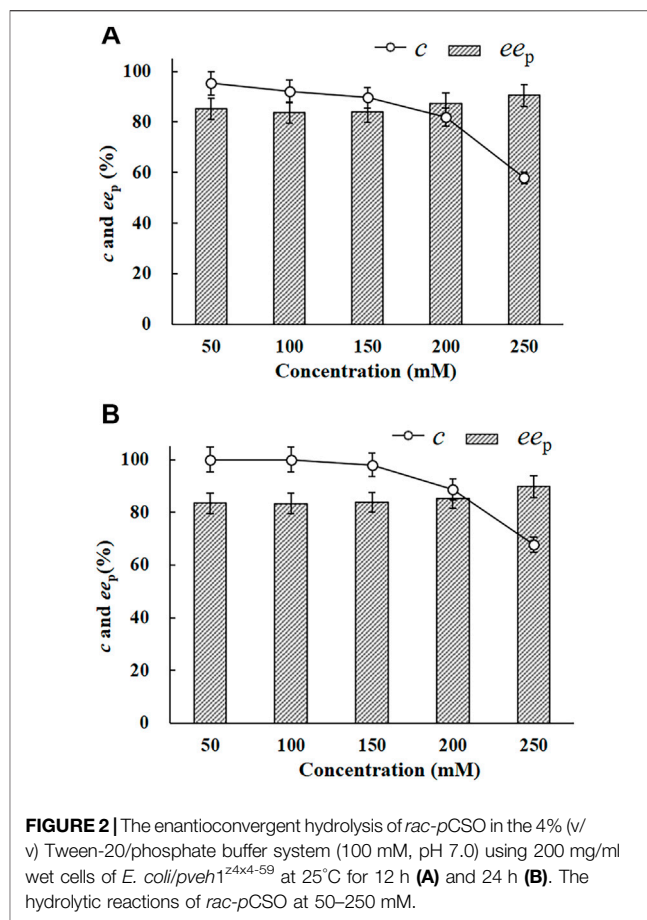 A
c
ee_p
100
80
60
40
20
0
c and ee_p (%)
50 100 150 200 250
Concentration (mM)
B
c
ee_p
100
80
60
40
20
0
c and ee_p(%)
50 100 150 200 250
Concentration (mM)
FIGURE 2 | The enantioconvergent hydrolysis of rac-pCSO in the 4% (v/
v) Tween-20/phosphate buffer system (100 mM, pH 7.0) using 200 mg/ml
wet cells of E. coli/pveh1^z4x4-59 at 25°C for 12 h (A) and 24 h (B). The
hydrolytic reactions of rac-pCSO at 50–250 mM.